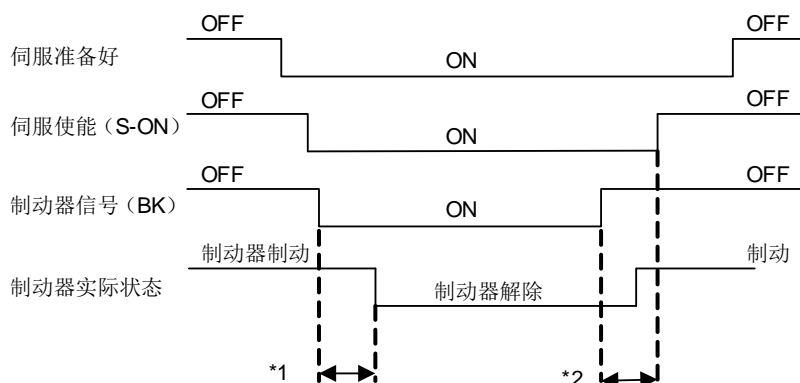 OFF OFF
伺服准备好 ON
OFF OFF
伺服使能（S-ON） ON
OFF OFF
制动器信号（BK） ON
制动器制动 制动
制动器实际状态 制动器解除
*1 *2